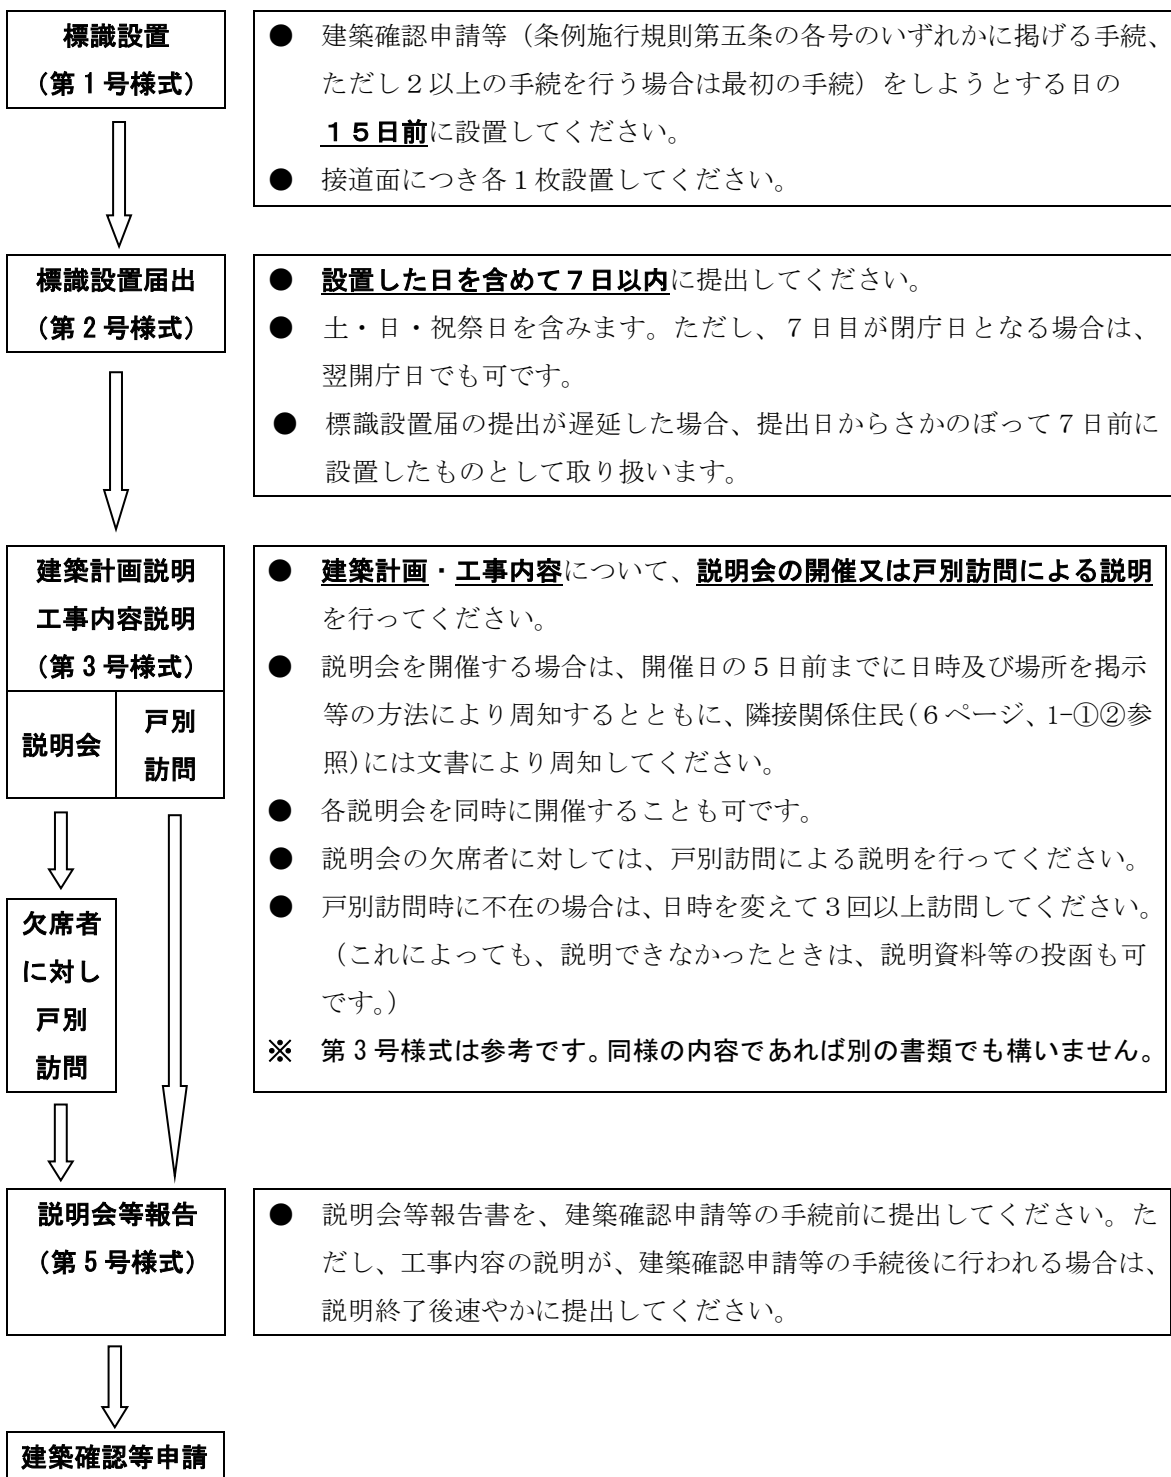 標識設置
（第１号様式）
● 建築確認申請等（条例施行規則第五条の各号のいずれかに掲げる手続、
ただし２以上の手続を行う場合は最初の手続）をしようとする日の
１５日前に設置してください。
● 接道面につき各１枚設置してください。
標識設置届出
（第２号様式）
● 設置した日を含めて７日以内に提出してください。
● 土・日・祝祭日を含みます。ただし、７日目が閉庁日となる場合は、
翌開庁日でも可です。
● 標識設置届の提出が遅延した場合、提出日からさかのぼって７日前に
設置したものとして取り扱います。
建築計画説明
工事内容説明
（第３号様式）
説明会
戸別
訪問
● 建築計画・工事内容について、説明会の開催又は戸別訪問による説明
を行ってください。
● 説明会を開催する場合は、開催日の５日前までに日時及び場所を掲示
等の方法により周知するとともに、隣接関係住民（６ページ、1-①②参
照）には文書により周知してください。
● 各説明会を同時に開催することも可です。
● 説明会の欠席者に対しては、戸別訪問による説明を行ってください。
● 戸別訪問時に不在の場合は、日時を変えて３回以上訪問してください。
（これによっても、説明できなかったときは、説明資料等の投函も可
です。）
※ 第３号様式は参考です。同様の内容であれば別の書類でも構いません。
欠席者
に対し
戸別
訪問
説明会等報告
（第５号様式）
● 説明会等報告書を、建築確認申請等の手続前に提出してください。た
だし、工事内容の説明が、建築確認申請等の手続後に行われる場合は、
説明終了後速やかに提出してください。
建築確認等申請